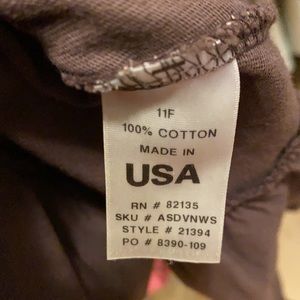 11F
100% COTTON
MADE IN
USA
RN # 82135
SKU # ASDVNWS
STYLE # 21394
PO # 8390-109